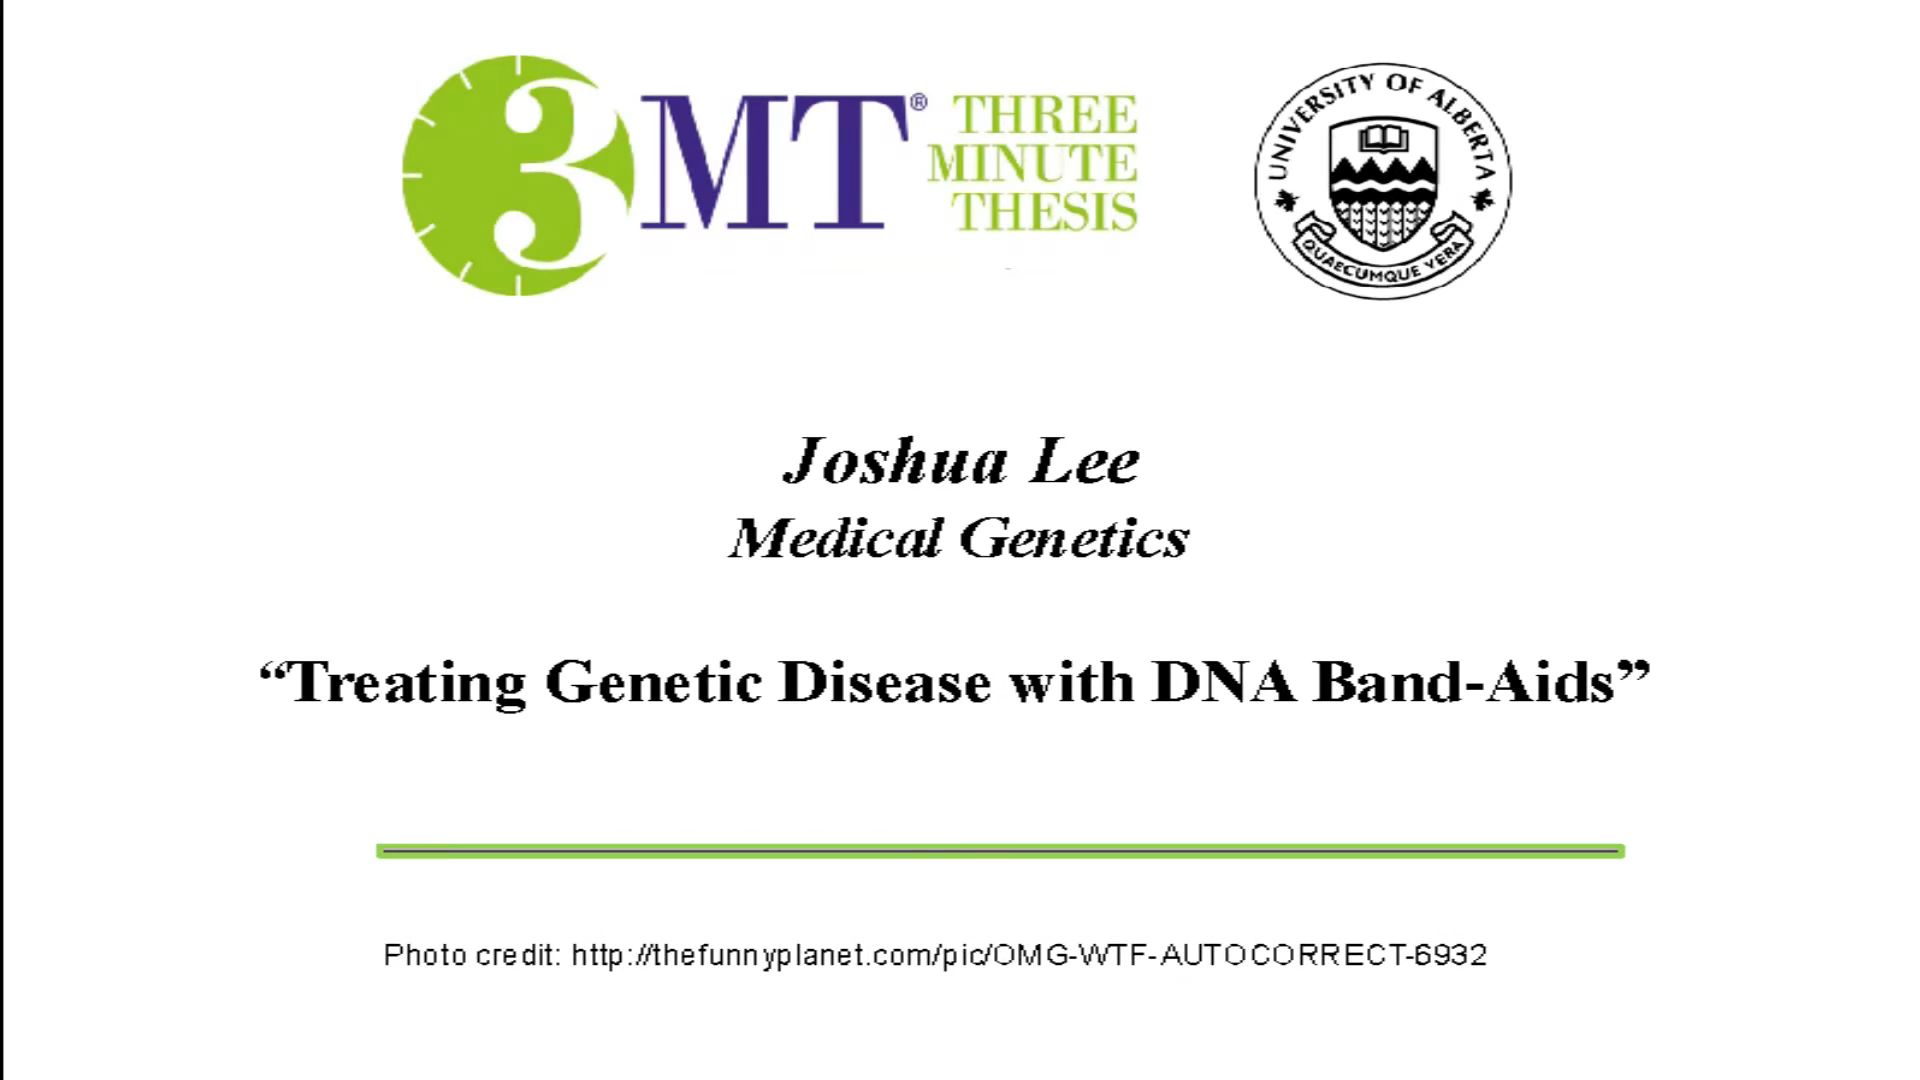 3MT® THREE
MINUTE
THESIS
UNIVERSITY OF ALBERTA
QUAECUMQUE VERA
Joshua Lee
Medical Genetics
“Treating Genetic Disease with DNA Band-Aids”
Photo credit: http://thefunnyplanet.com/pic/OMG-WTF-AUTOCORRECT-6932